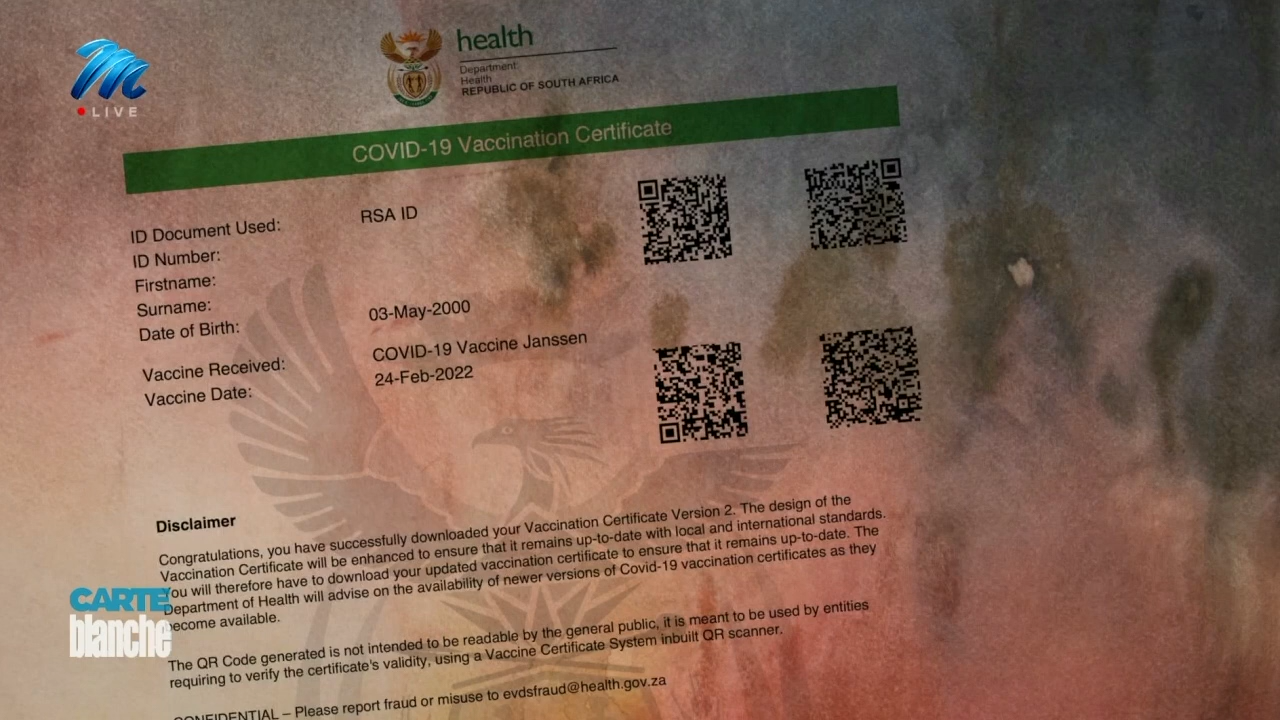 LIVE
health
Department:
Health
REPUBLIC OF SOUTH AFRICA
COVID-19 Vaccination Certificate
ID Document Used: RSA ID
ID Number:
Firstname:
Surname:
Date of Birth: 03-May-2000
Vaccine Received: COVID-19 Vaccine Janssen
Vaccine Date: 24-Feb-2022
Disclaimer
Congratulations, you have successfully downloaded your Vaccination Certificate Version 2. The design of the
Vaccination Certificate will be enhanced to ensure that it remains up-to-date with local and international standards.
You will therefore have to download your updated vaccination certificate to ensure that it remains up-to-date. The
Department of Health will advise on the availability of newer versions of Covid-19 vaccination certificates as they
become available.
The QR Code generated is not intended to be readable by the general public, it is meant to be used by entities
requiring to verify the certificate's validity, using a Vaccine Certificate System inbuilt QR scanner.
CONFIDENTIAL – Please report fraud or misuse to evdsfraud@health.gov.za
CARTE
blanche